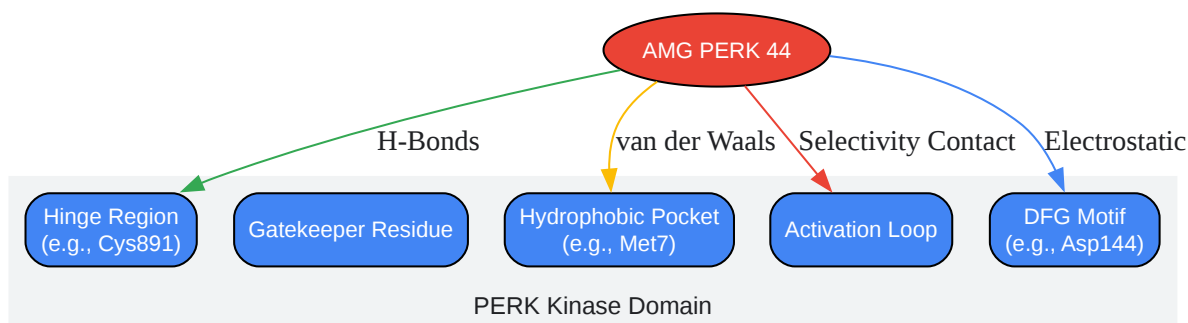 AMG PERK 44
H-Bonds
van der Waals
Selectivity Contact
Electrostatic
Hinge Region
(e.g., Cys891)
Gatekeeper Residue
Hydrophobic Pocket
(e.g., Met7)
Activation Loop
DFG Motif
(e.g., Asp144)
PERK Kinase Domain